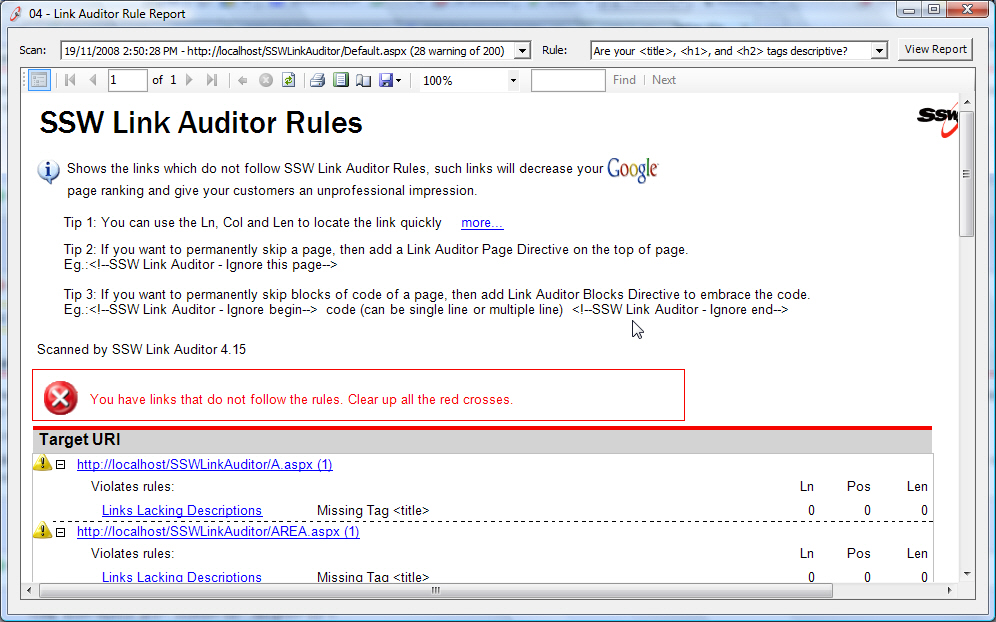 04 - Link Auditor Rule Report
Scan: 19/11/2008 2:50:28 PM - http://localhost/SSWLinkAuditor/Default.aspx (28 warning of 200) Rule: Are your <title>, <h1>, and <h2> tags descriptive? View Report
1 of 1 100% Find | Next
SSW Link Auditor Rules
SSW
Shows the links which do not follow SSW Link Auditor Rules, such links will decrease your Google
page ranking and give your customers an unprofessional impression.
Tip 1: You can use the Ln, Col and Len to locate the link quickly more...
Tip 2: If you want to permanently skip a page, then add a Link Auditor Page Directive on the top of page.
Eg.:<!--SSW Link Auditor - Ignore this page-->
Tip 3: If you want to permanently skip blocks of code of a page, then add Link Auditor Blocks Directive to embrace the code.
Eg.:<!--SSW Link Auditor - Ignore begin--> code (can be single line or multiple line) <!--SSW Link Auditor - Ignore end-->
Scanned by SSW Link Auditor 4.15
You have links that do not follow the rules. Clear up all the red crosses.
Target URI
http://localhost/SSWLinkAuditor/A.aspx (1)
Violates rules: Ln Pos Len
Links Lacking Descriptions Missing Tag <title> 0 0 0
http://localhost/SSWLinkAuditor/AREA.aspx (1)
Violates rules: Ln Pos Len
Links Lacking Descriptions Missing Tag <title> 0 0 0